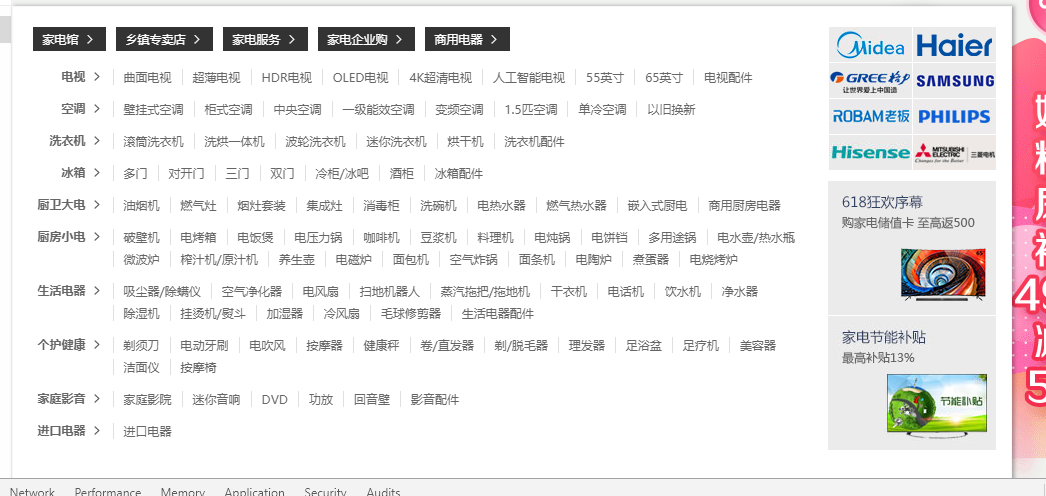 家电馆 > 乡镇专卖店 > 家电服务 > 家电企业购 > 商用电器 >
电视 > 曲面电视 超薄电视 HDR电视 OLED电视 4K超清电视 人工智能电视 55英寸 65英寸 电视配件
空调 > 壁挂式空调 柜式空调 中央空调 一级能效空调 变频空调 1.5匹空调 单冷空调 以旧换新
洗衣机 > 滚筒洗衣机 洗烘一体机 波轮洗衣机 迷你洗衣机 烘干机 洗衣机配件
冰箱 > 多门 对开门 三门 双门 冷柜/冰吧 酒柜 冰箱配件
厨卫大电 > 油烟机 燃气灶 烟灶套装 集成灶 消毒柜 洗碗机 电热水器 燃气热水器 嵌入式厨电 商用厨房电器
厨房小电 > 破壁机 电烤箱 电饭煲 电压力锅 咖啡机 豆浆机 料理机 电炖锅 电饼铛 多用途锅 电水壶/热水瓶
微波炉 榨汁机/原汁机 养生壶 电磁炉 面包机 空气炸锅 面条机 电陶炉 煮蛋器 电烧烤炉
生活电器 > 吸尘器/除螨仪 空气净化器 电风扇 扫地机器人 蒸汽拖把/拖地机 干衣机 电话机 饮水机 净水器
除湿机 挂烫机/熨斗 加湿器 冷风扇 毛球修剪器 生活电器配件
个护健康 > 剃须刀 电动牙刷 电吹风 按摩器 健康秤 卷/直发器 剃/脱毛器 理发器 足浴盆 足疗机 美容器
洁面仪 按摩椅
家庭影音 > 家庭影院 迷你音响 DVD 功放 回音壁 影音配件
进口电器 > 进口电器
Midea Haier
GREE格力 SAMSUNG
让世界爱上中国造
ROBAM老板 PHILIPS
Hisense MITSUBISHI ELECTRIC 三菱电机
Changes for the Better
618狂欢序幕
购家电储值卡 至高返500
65"
家电节能补贴
最高补贴13%
节能补贴
49
5
Network Performance Memory Application Security Audits